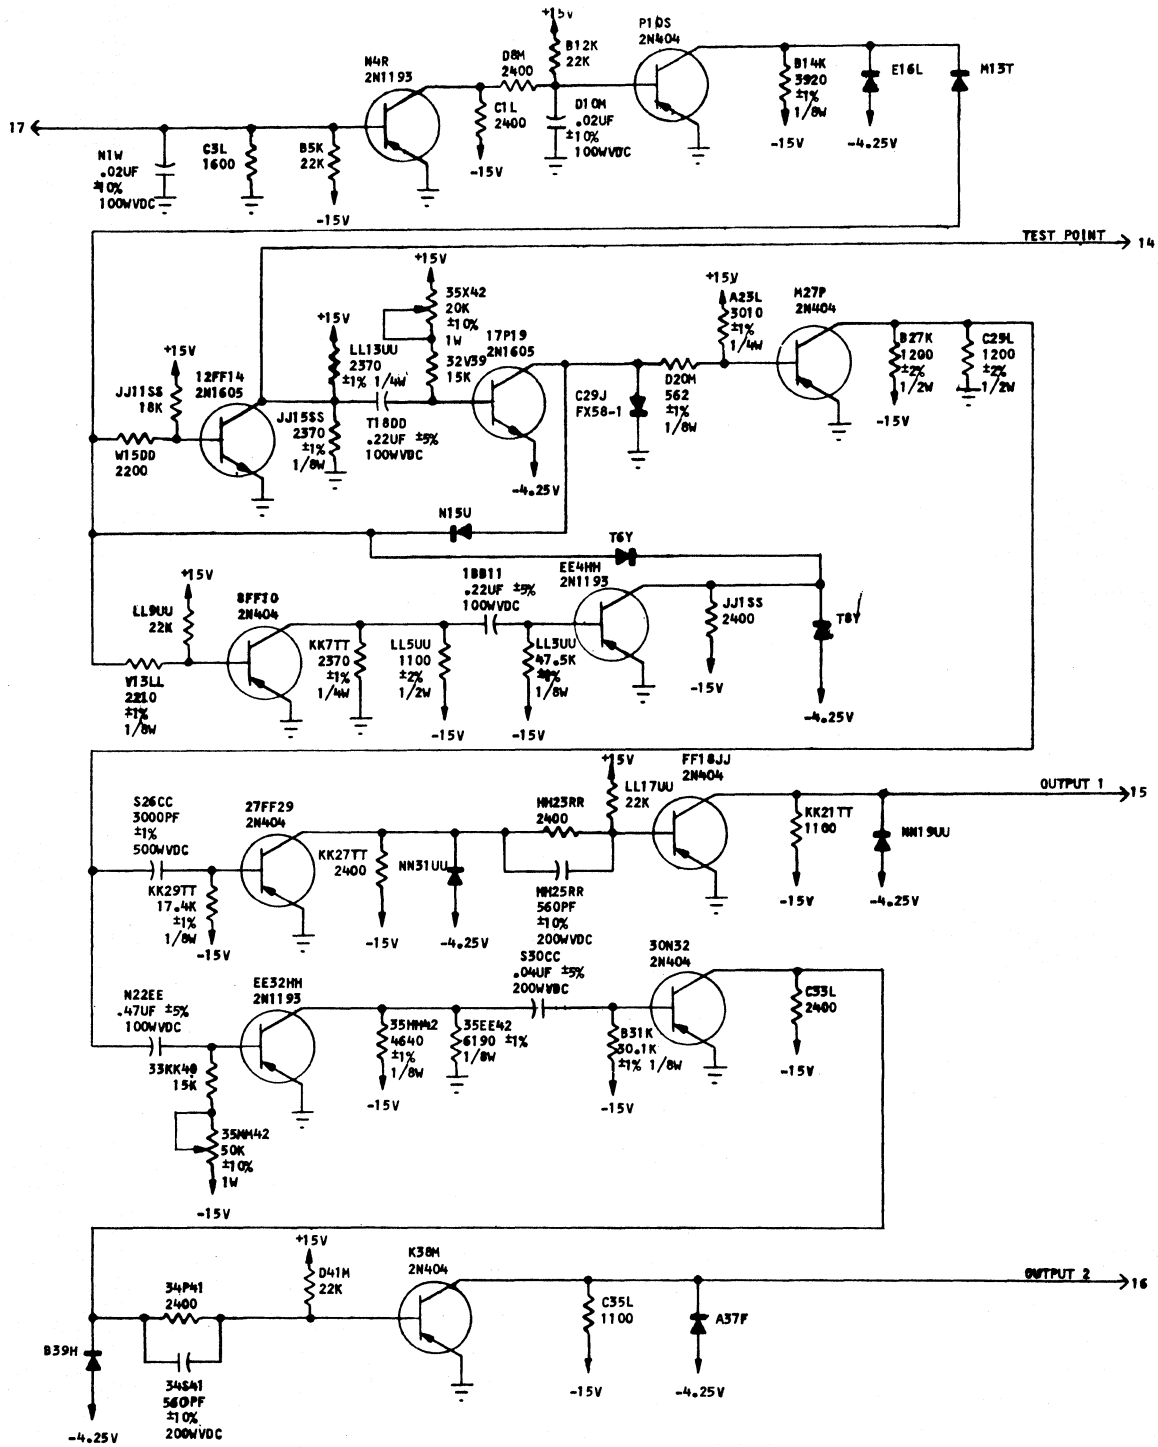 +15V
B12K
22K
P10S
2N404
D8M
2400
N4R
2N1193
B14K
3920
±1%
1/8W
E16L
M13T
C1L
2400
D10M
.02UF
±10%
100WVDC
17
N1W
.02UF
±10%
100WVDC
C3L
1600
B5K
22K
-15V
-15V
-15V
-4.25V
TEST POINT
14
+15V
35X42
20K
±10%
1W
+15V
A23L
3010
±1%
1/4W
M27P
2N404
+15V
LL13UU
2370
±1% 1/4W
32V39
15K
17P19
2N1605
B27K
1200
±2%
1/2W
C25L
1200
±2%
1/2W
+15V
JJ11SS
18K
12FF14
2N1605
JJ15SS
2370
±1%
1/8W
T18DD
.22UF ±5%
100WVDC
C29J
FX58-1
D20M
562
±1%
1/8W
-15V
W15DD
2200
-4.25V
N15U
T6Y
+15V
LL9UU
22K
8FF10
2N404
1BB11
.22UF ±5%
100WVDC
EE4HH
2N1193
JJ1SS
2400
T8Y
KK7TT
2370
±1%
1/4W
LL5UU
1100
±2%
1/2W
LL3UU
47.5K
±1%
1/8W
V13LL
2210
±1%
1/8W
-15V
-15V
-15V
-4.25V
+15V
LL17UU
22K
FF18JJ
2N404
OUTPUT 1
15
S26CC
3000PF
±1%
500WVDC
27FF29
2N404
HH23RR
2400
KK21TT
1100
NN19UU
KK27TT
2400
NN31UU
HH25RR
560PF
±10%
200WVDC
KK29TT
17.4K
±1%
1/8W
-15V
-15V
-4.25V
-15V
-4.25V
N22EE
.47UF ±5%
100WVDC
EE32HH
2N1193
S30CC
.04UF ±5%
200WVDC
30N32
2N404
C33L
2400
33KK40
15K
35HH42
4640
±1%
1/8W
35EE42
6190 ±1%
1/8W
B31K
30.1K
±1% 1/8W
-15V
-15V
-15V
35MM42
50K
±10%
1W
-15V
+15V
D41M
22K
K38M
2N404
OUTPUT 2
16
34P41
2400
C35L
1100
A37F
B39H
34S41
560PF
±10%
200WVDC
-15V
-4.25V
-4.25V